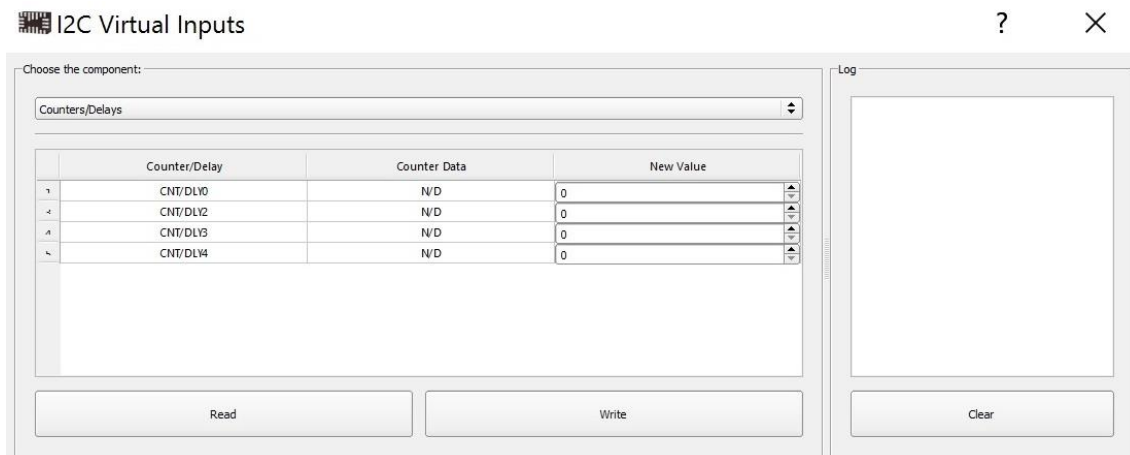 I2C Virtual Inputs
?
Choose the component:
Counters/Delays
Counter/Delay Counter Data New Value
CNT/DLY0 N/D 0
CNT/DLY2 N/D 0
CNT/DLY3 N/D 0
CNT/DLY4 N/D 0
Read Write
Log
Clear